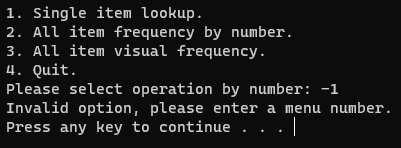 1. Single item lookup.
2. All item frequency by number.
3. All item visual frequency.
4. Quit.
Please select operation by number: -1
Invalid option, please enter a menu number.
Press any key to continue . . .